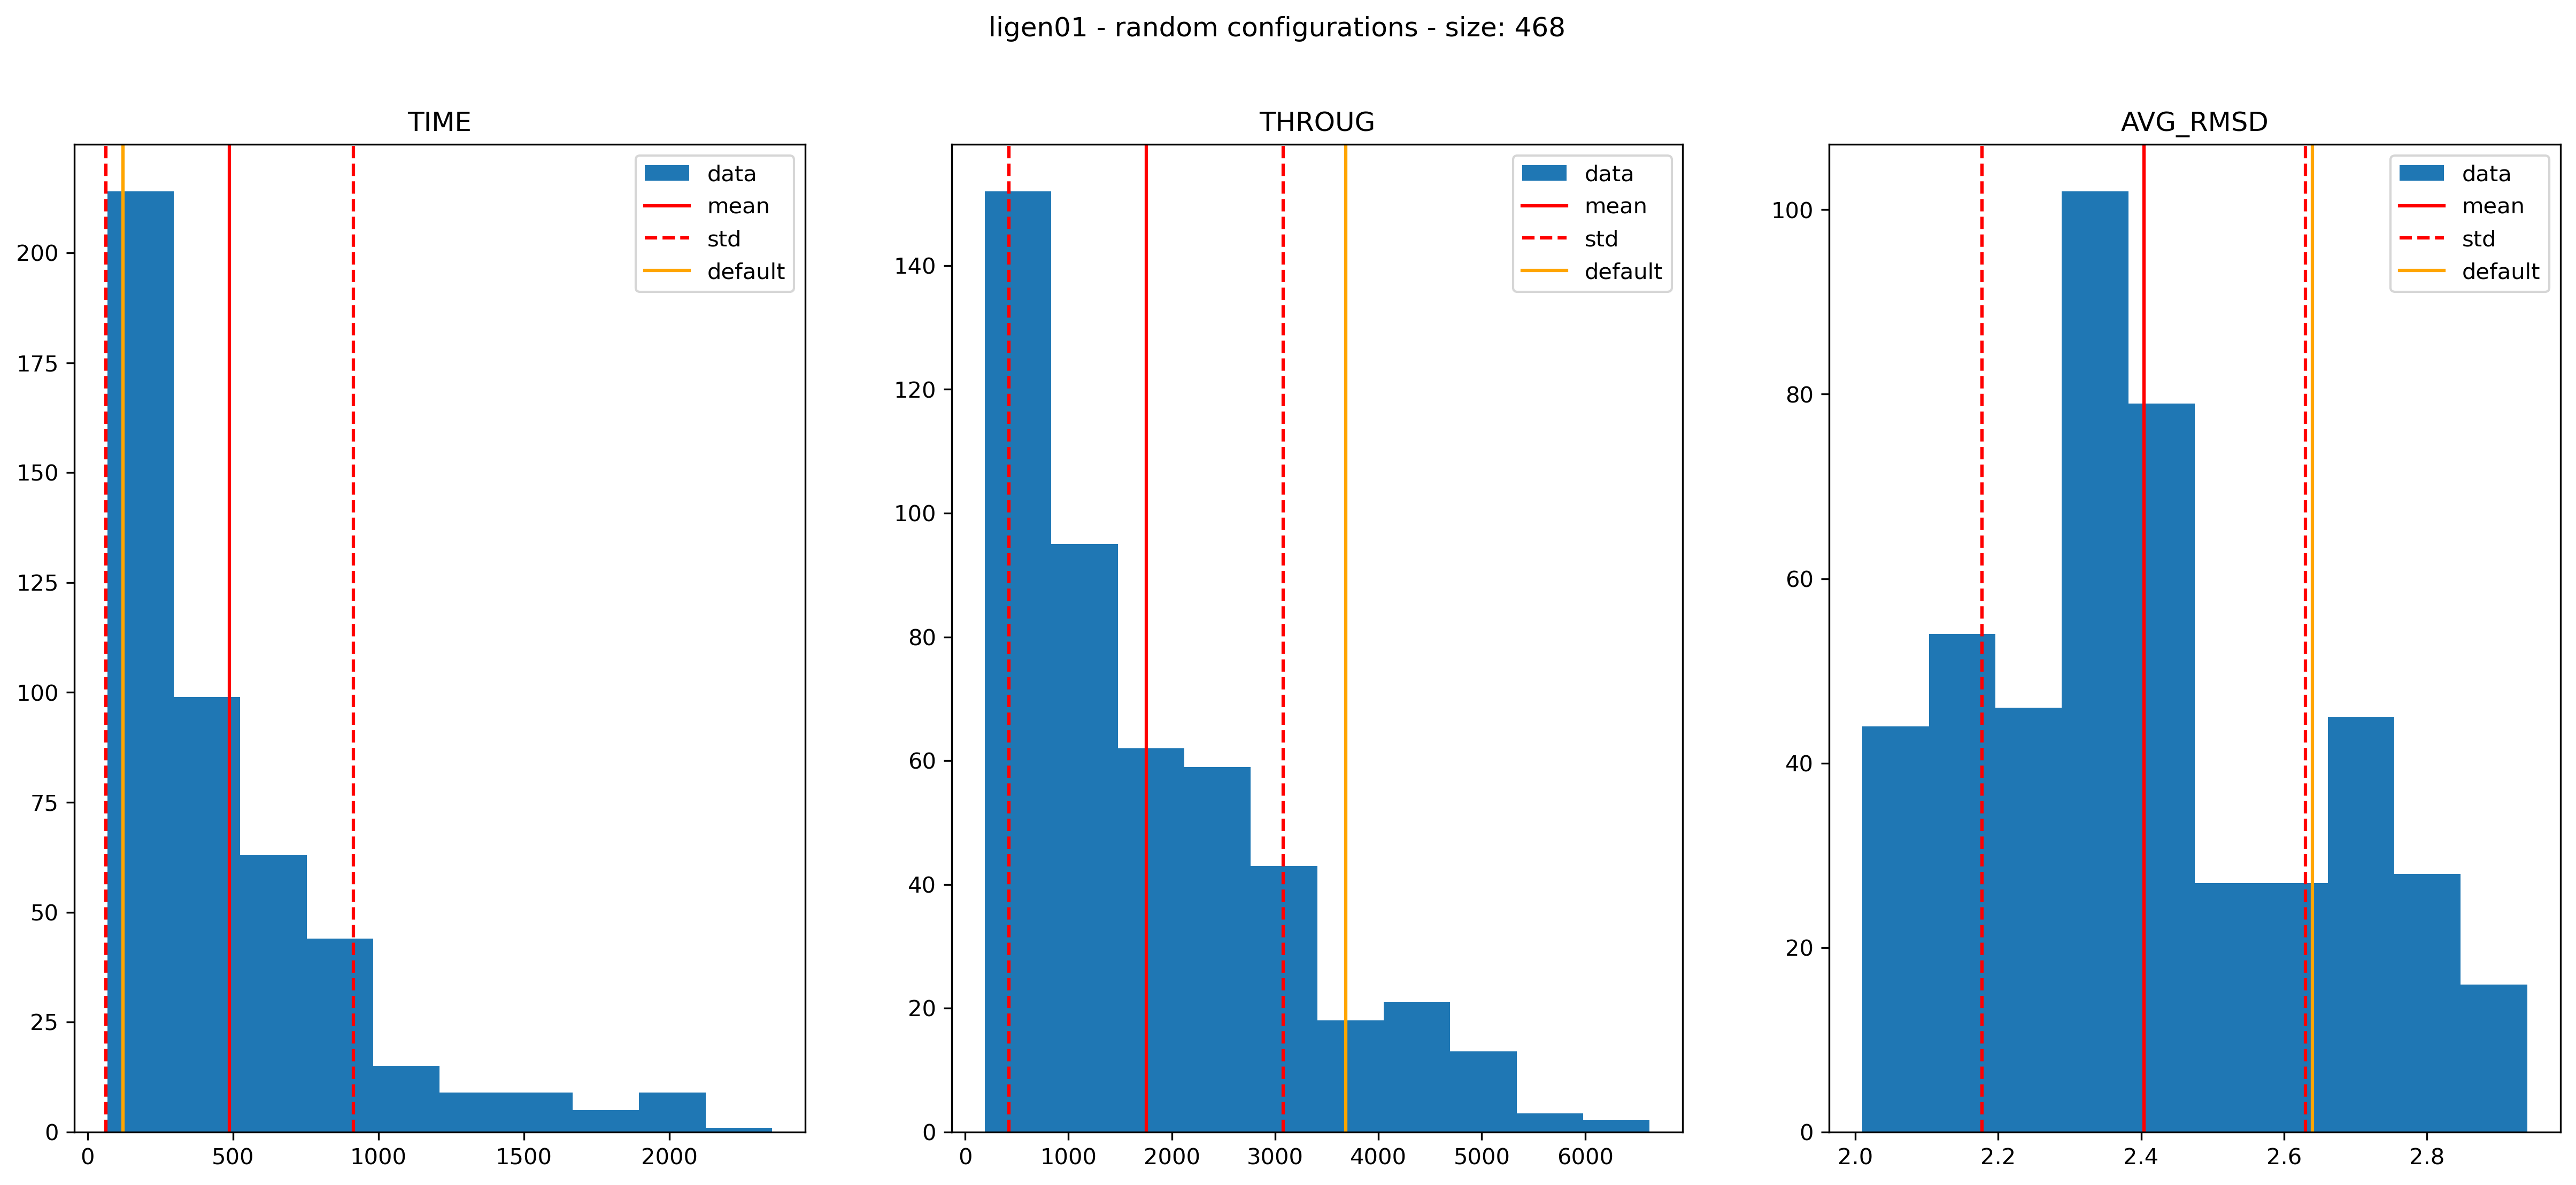 ligen01 - random configurations - size: 468
TIME
data
mean
std
default
200
175
150
125
100
75
50
25
0
0 500 1000 1500 2000
THROUG
data
mean
std
default
140
120
100
80
60
40
20
0
0 1000 2000 3000 4000 5000 6000
AVG_RMSD
data
mean
std
default
100
80
60
40
20
0
2.0 2.2 2.4 2.6 2.8